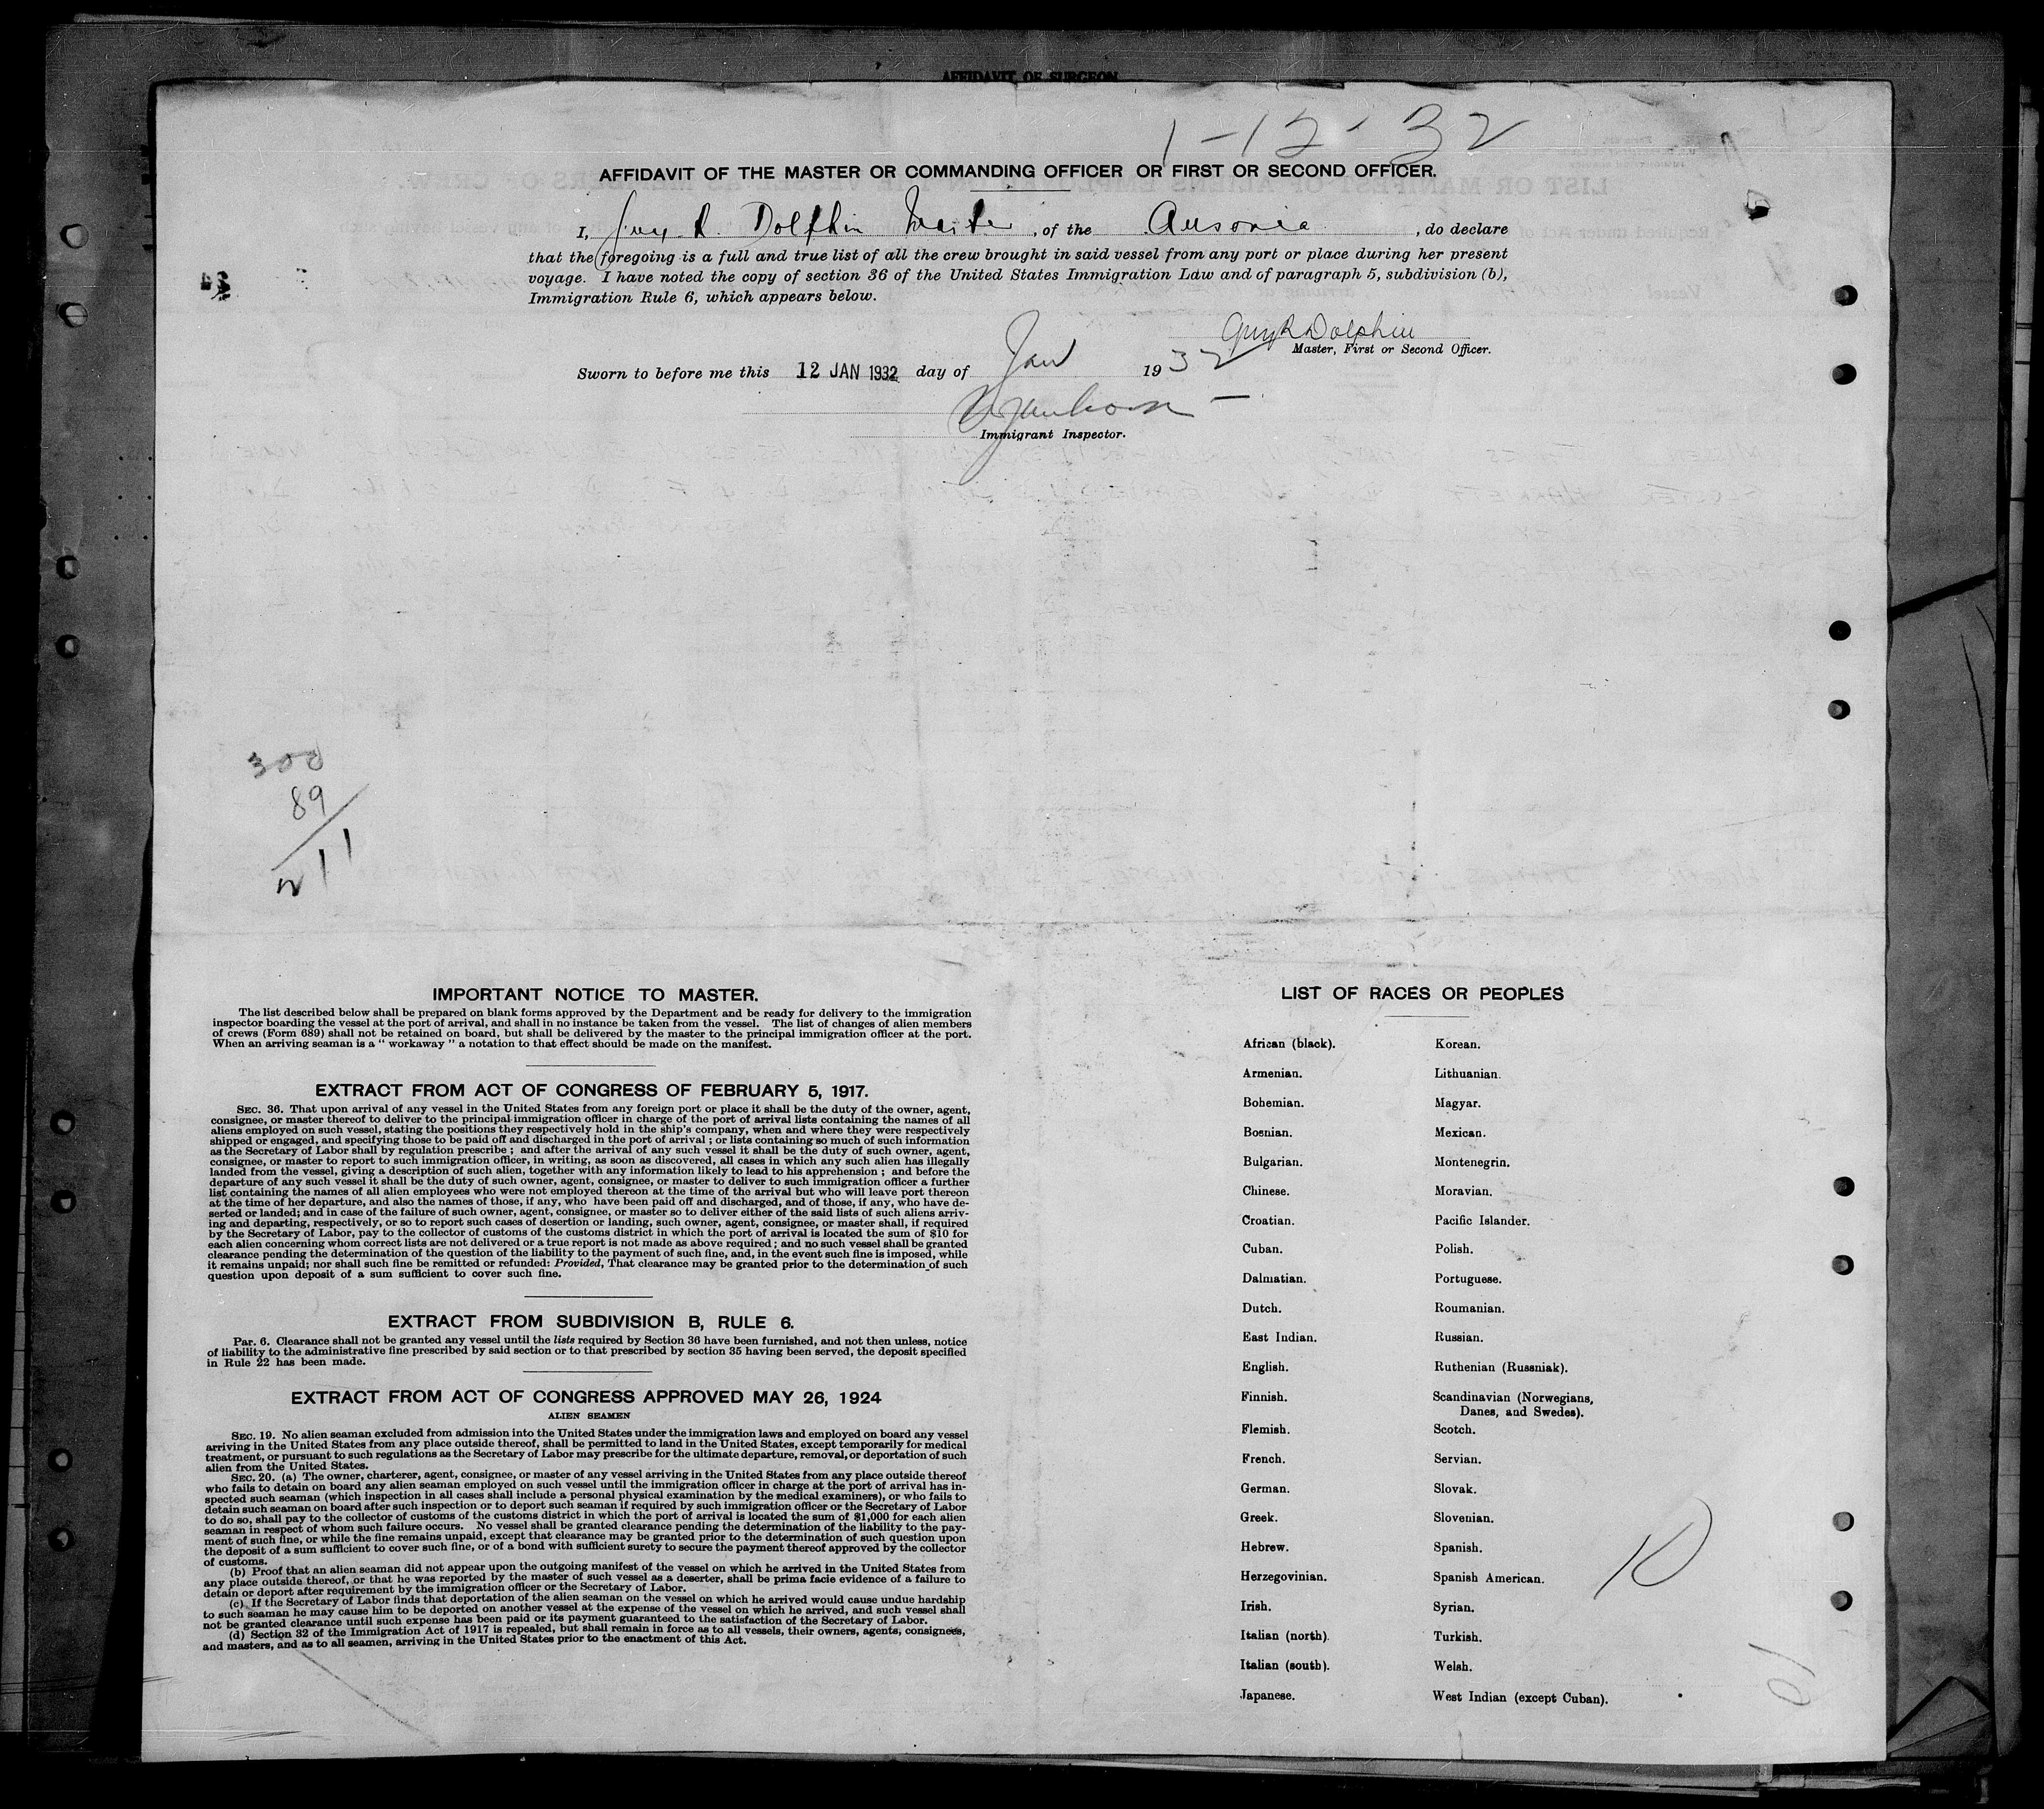 AFFIDAVIT OF SURGEON
1-12-32
AFFIDAVIT OF THE MASTER OR COMMANDING OFFICER OR FIRST OR SECOND OFFICER.
I, Guy R. Dolphin Master, of the Ausonia, do declare
that the foregoing is a full and true list of all the crew brought in said vessel from any port or place during her present
voyage. I have noted the copy of section 36 of the United States Immigration Law and of paragraph 5, subdivision (b),
Immigration Rule 6, which appears below.
Guy R Dolphin
Master, First or Second Officer.
Sworn to before me this 12 JAN 1932 day of Jan 1932
Immigrant Inspector.
300
89
211
IMPORTANT NOTICE TO MASTER.
The list described below shall be prepared on blank forms approved by the Department and be ready for delivery to the immigration
inspector boarding the vessel at the port of arrival, and shall in no instance be taken from the vessel. The list of changes of alien members
of crews (Form 689) shall not be retained on board, but shall be delivered by the master to the principal immigration officer at the port.
When an arriving seaman is a "workaway" a notation to that effect should be made on the manifest.
EXTRACT FROM ACT OF CONGRESS OF FEBRUARY 5, 1917.
SEC. 36. That upon arrival of any vessel in the United States from any foreign port or place it shall be the duty of the owner, agent,
consignee, or master thereof to deliver to the principal immigration officer in charge of the port of arrival lists containing the names of all
aliens employed on such vessel, stating the positions they respectively hold in the ship's company, when and where they were respectively
shipped or engaged, and specifying those to be paid off and discharged in the port of arrival; or lists containing so much of such information
as the Secretary of Labor shall by regulation prescribe; and after the arrival of any such vessel it shall be the duty of such owner, agent,
consignee, or master to report to such immigration officer, in writing, as soon as discovered, all cases in which any such alien has illegally
landed from the vessel, giving a description of such alien, together with any information likely to lead to his apprehension; and before the
departure of any such vessel it shall be the duty of such owner, agent, consignee, or master to deliver to such immigration officer a further
list containing the names of all alien employees who were not employed thereon at the time of the arrival but who will leave port thereon
at the time of her departure, and also the names of those, if any, who have been paid off and discharged, and of those, if any, who have de-
serted or landed; and in case of the failure of such owner, agent, consignee, or master so to deliver either of the said lists of such aliens arriv-
ing and departing, respectively, or so to report such cases of desertion or landing, such owner, agent, consignee, or master shall, if required
by the Secretary of Labor, pay to the collector of customs of the customs district in which the port of arrival is located the sum of $10 for
each alien concerning whom correct lists are not delivered or a true report is not made as above required; and no such vessel shall be granted
clearance pending the determination of the question of the liability to the payment of such fine, and, in the event such fine is imposed, while
it remains unpaid; nor shall such fine be remitted or refunded: Provided, That clearance may be granted prior to the determination of such
question upon deposit of a sum sufficient to cover such fine.
EXTRACT FROM SUBDIVISION B, RULE 6.
Par. 6. Clearance shall not be granted any vessel until the lists required by Section 36 have been furnished, and not then unless, notice
of liability to the administrative fine prescribed by said section or to that prescribed by section 35 having been served, the deposit specified
in Rule 22 has been made.
EXTRACT FROM ACT OF CONGRESS APPROVED MAY 26, 1924
ALIEN SEAMEN
SEC. 19. No alien seaman excluded from admission into the United States under the immigration laws and employed on board any vessel
arriving in the United States from any place outside thereof, shall be permitted to land in the United States, except temporarily for medical
treatment, or pursuant to such regulations as the Secretary of Labor may prescribe for the ultimate departure, removal, or deportation of such
alien from the United States.
SEC. 20. (a) The owner, charterer, agent, consignee, or master of any vessel arriving in the United States from any place outside thereof
who fails to detain on board any alien seaman employed on such vessel until the immigration officer in charge at the port of arrival has in-
spected such seaman (which inspection in all cases shall include a personal physical examination by the medical examiners), or who fails to
detain such seaman on board after such inspection or to deport such seaman if required by such immigration officer or the Secretary of Labor
to do so, shall pay to the collector of customs of the customs district in which the port of arrival is located the sum of $1,000 for each alien
seaman in respect of whom such failure occurs. No vessel shall be granted clearance pending the determination of the liability to the pay-
ment of such fine, or while the fine remains unpaid, except that clearance may be granted prior to the determination of such question upon
the deposit of a sum sufficient to cover such fine, or of a bond with sufficient surety to secure the payment thereof approved by the collector
of customs.
(b) Proof that an alien seaman did not appear upon the outgoing manifest of the vessel on which he arrived in the United States from
any place outside thereof, or that he was reported by the master of such vessel as a deserter, shall be prima facie evidence of a failure to
detain or deport after requirement by the immigration officer or the Secretary of Labor.
(c) If the Secretary of Labor finds that deportation of the alien seaman on the vessel on which he arrived would cause undue hardship
to such seaman he may cause him to be deported on another vessel at the expense of the vessel on which he arrived, and such vessel shall
not be granted clearance until such expense has been paid or its payment guaranteed to the satisfaction of the Secretary of Labor.
(d) Section 32 of the Immigration Act of 1917 is repealed, but shall remain in force as to all vessels, their owners, agents, consignees,
and masters, and as to all seamen, arriving in the United States prior to the enactment of this Act.
LIST OF RACES OR PEOPLES
African (black). Korean.
Armenian. Lithuanian.
Bohemian. Magyar.
Bosnian. Mexican.
Bulgarian. Montenegrin.
Chinese. Moravian.
Croatian. Pacific Islander.
Cuban. Polish.
Dalmatian. Portuguese.
Dutch. Roumanian.
East Indian. Russian.
English. Ruthenian (Russniak).
Finnish. Scandinavian (Norwegians,
Danes, and Swedes).
Flemish. Scotch.
French. Servian.
German. Slovak.
Greek. Slovenian.
Hebrew. Spanish.
Herzegovinian. Spanish American.
Irish. Syrian.
Italian (north). Turkish.
Italian (south). Welsh.
Japanese. West Indian (except Cuban).
10